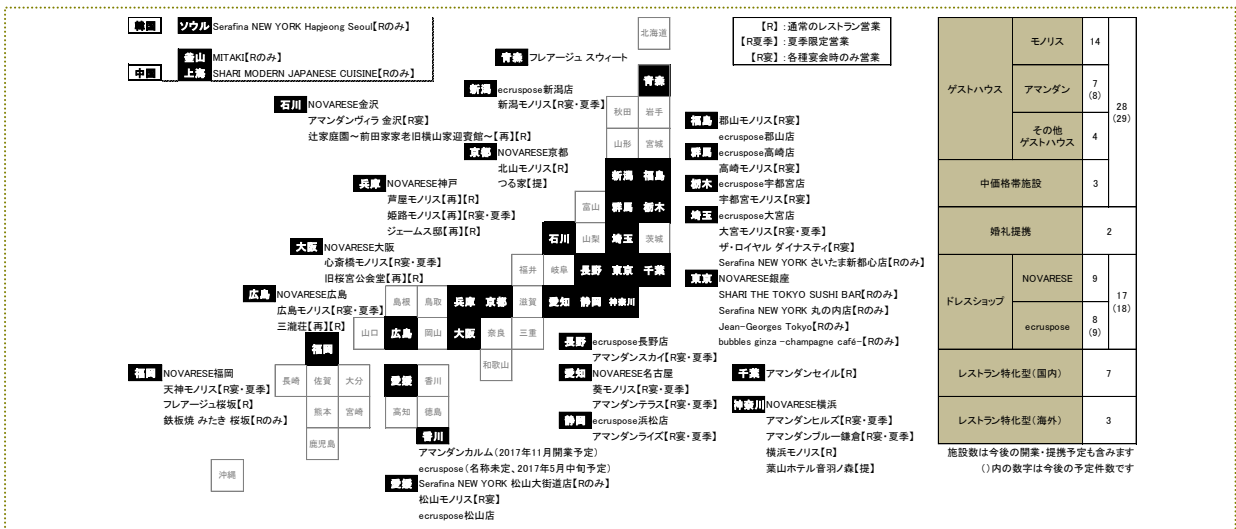 韓国 ソウル Serafina NEW YORK Hapjeong Seoul【Rのみ】
釜山 MITAKI【Rのみ】
中国 上海 SHARI MODERN JAPANESE CUISINE【Rのみ】
【R】：通常のレストラン営業
【R夏季】：夏季限定営業
【R宴】：各種宴会時のみ営業
青森 フレアージュ スウィート
新潟 ecruspose新潟店
新潟モノリス【R宴・夏季】
石川 NOVARESE金沢
アマンダンヴィラ 金沢【R宴】
辻家庭園～前田家家老旧横山家迎賓館～【再】【R】
京都 NOVARESE京都
北山モノリス【R】
つる家【提】
兵庫 NOVARESE神戸
芦屋モノリス【再】【R】
姫路モノリス【再】【R宴・夏季】
ジェームス邸【再】【R】
大阪 NOVARESE大阪
心斎橋モノリス【R宴・夏季】
旧桜宮公会堂【再】【R】
広島 NOVARESE広島
広島モノリス【R宴・夏季】
三瀧荘【再】【R】
福岡 NOVARESE福岡
天神モノリス【R宴・夏季】
フレアージュ桜坂【R】
鉄板焼 みたき 桜坂【Rのみ】
北海道
青森
秋田 岩手
山形 宮城
新潟 福島
富山 群馬 栃木
石川 山梨 埼玉 茨城
福井 岐阜 長野 東京 千葉
島根 鳥取 兵庫 京都 滋賀 愛知 静岡 神奈川
山口 広島 岡山 大阪 奈良 三重
和歌山
福岡
長崎 佐賀 大分 愛媛 香川
熊本 宮崎 高知 徳島
鹿児島
沖縄
福島 郡山モノリス【R宴】
ecruspose郡山店
群馬 ecruspose高崎店
高崎モノリス【R宴】
栃木 ecruspose宇都宮店
宇都宮モノリス【R宴】
埼玉 ecruspose大宮店
大宮モノリス【R宴・夏季】
ザ・ロイヤル ダイナスティ【R宴】
Serafina NEW YORK さいたま新都心店【Rのみ】
東京 NOVARESE銀座
SHARI THE TOKYO SUSHI BAR【Rのみ】
Serafina NEW YORK 丸の内店【Rのみ】
Jean-Georges Tokyo【Rのみ】
bubbles ginza -champagne café-【Rのみ】
長野 ecruspose長野店
アマンダンスカイ【R宴・夏季】
愛知 NOVARESE名古屋
葵モノリス【R宴・夏季】
アマンダンテラス【R宴・夏季】
静岡 ecruspose浜松店
アマンダンライズ【R宴・夏季】
千葉 アマンダンセイル【R】
神奈川 NOVARESE横浜
アマンダンヒルズ【R宴・夏季】
アマンダンブルー鎌倉【R宴・夏季】
横浜モノリス【R】
葉山ホテル音羽ノ森【提】
香川
アマンダンカルム（2017年11月開業予定）
ecruspose（名称未定、2017年5月中旬予定）
愛媛 Serafina NEW YORK 松山大街道店【Rのみ】
松山モノリス【R宴】
ecruspose松山店
ゲストハウス モノリス 14 28 (29)
アマンダン 7 (8)
その他 ゲストハウス 4
中価格帯施設 3
婚礼提携 2
ドレスショップ NOVARESE 9 17 (18)
ecruspose 8 (9)
レストラン特化型（国内） 7
レストラン特化型（海外） 3
施設数は今後の開業・提携予定も含みます
（）内の数字は今後の予定件数です